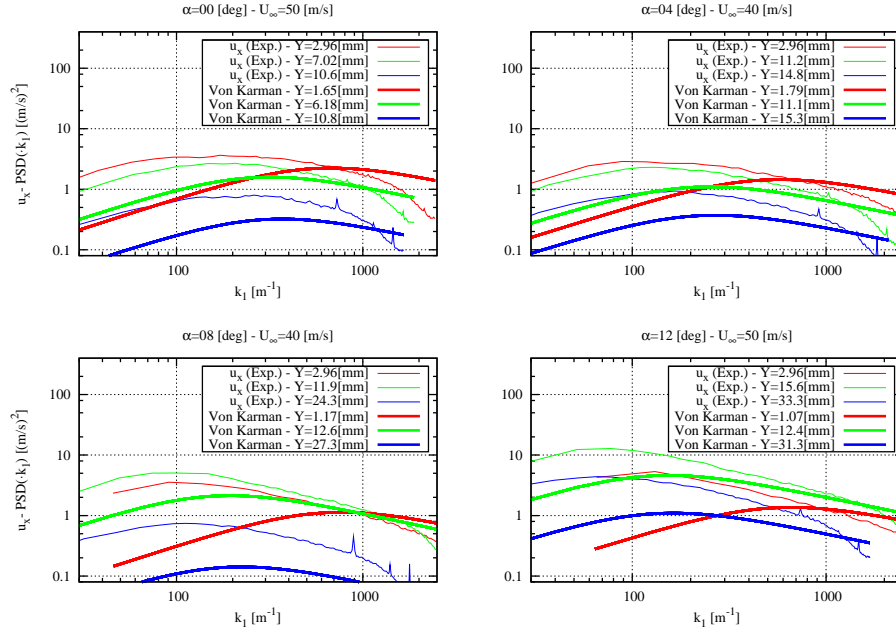 α=00 [deg] - U∞=50 [m/s]
u_x (Exp.) - Y=2.96[mm]
u_x (Exp.) - Y=7.02[mm]
u_x (Exp.) - Y=10.6[mm]
Von Karman - Y=1.65[mm]
Von Karman - Y=6.18[mm]
Von Karman - Y=10.8[mm]
100
10
1
0.1
u_x- PSD(·k_1) [(m/s)^2]
100 1000
k_1 [m^-1]
α=04 [deg] - U∞=40 [m/s]
u_x (Exp.) - Y=2.96[mm]
u_x (Exp.) - Y=11.2[mm]
u_x (Exp.) - Y=14.8[mm]
Von Karman - Y=1.79[mm]
Von Karman - Y=11.1[mm]
Von Karman - Y=15.3[mm]
100
10
1
0.1
100 1000
k_1 [m^-1]
α=08 [deg] - U∞=40 [m/s]
u_x (Exp.) - Y=2.96[mm]
u_x (Exp.) - Y=11.9[mm]
u_x (Exp.) - Y=24.3[mm]
Von Karman - Y=1.17[mm]
Von Karman - Y=12.6[mm]
Von Karman - Y=27.3[mm]
100
10
1
0.1
u_x- PSD(·k_1) [(m/s)^2]
100 1000
k_1 [m^-1]
α=12 [deg] - U∞=50 [m/s]
u_x (Exp.) - Y=2.96[mm]
u_x (Exp.) - Y=15.6[mm]
u_x (Exp.) - Y=33.3[mm]
Von Karman - Y=1.07[mm]
Von Karman - Y=12.4[mm]
Von Karman - Y=31.3[mm]
100
10
1
0.1
100 1000
k_1 [m^-1]